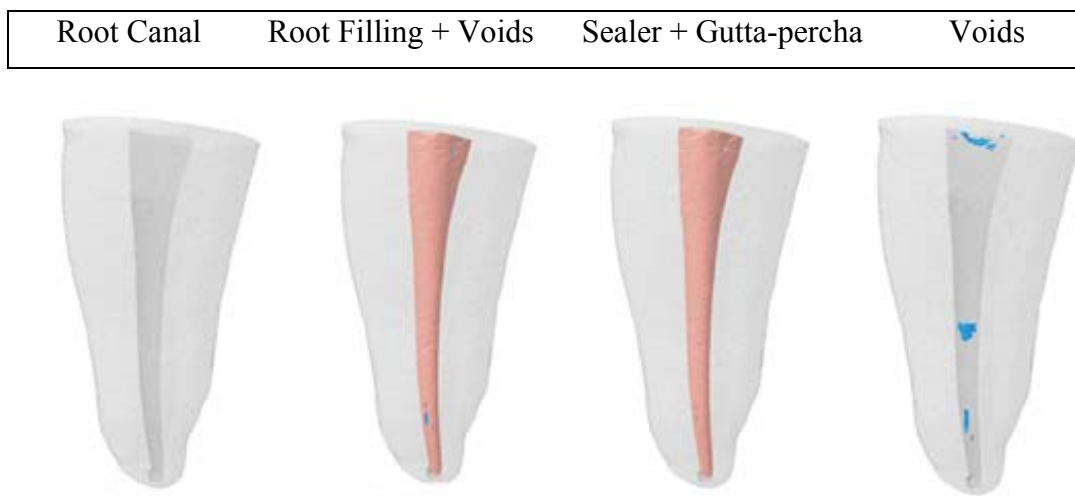 Root Canal Root Filling + Voids Sealer + Gutta-percha Voids